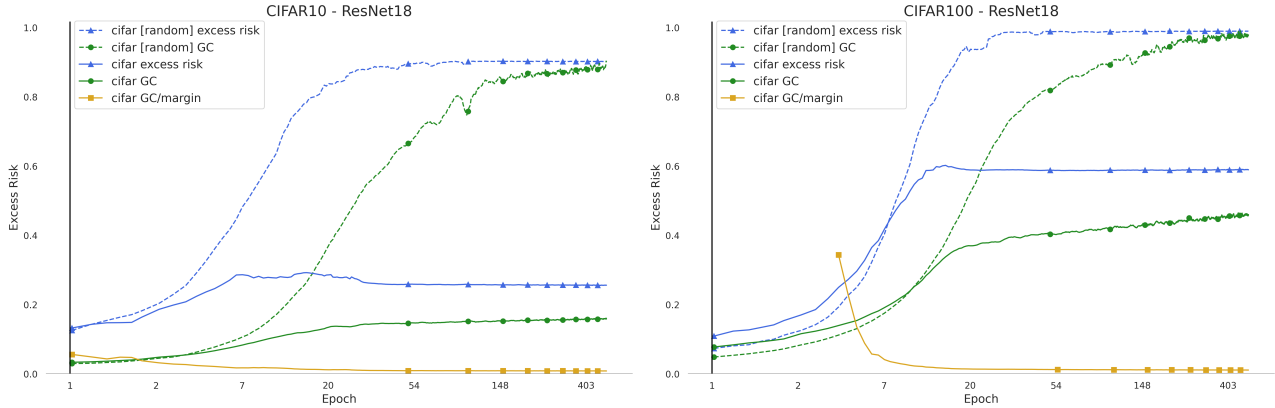 CIFAR10 - ResNet18
cifar [random] excess risk
cifar [random] GC
cifar excess risk
cifar GC
cifar GC/margin
Excess Risk
1.0
0.8
0.6
0.4
0.2
0.0
1 2 7 20 54 148 403
Epoch
CIFAR100 - ResNet18
cifar [random] excess risk
cifar [random] GC
cifar excess risk
cifar GC
cifar GC/margin
Excess Risk
1.0
0.8
0.6
0.4
0.2
0.0
1 2 7 20 54 148 403
Epoch